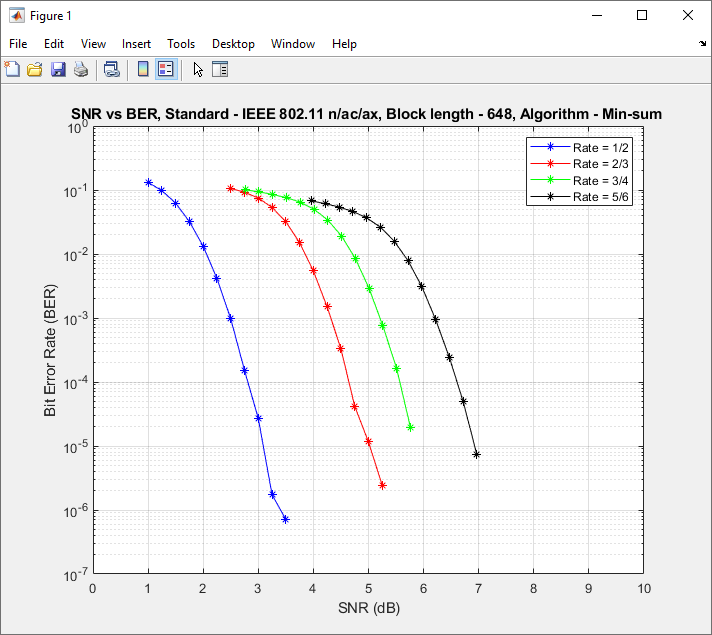 Figure 1
File Edit View Insert Tools Desktop Window Help
SNR vs BER, Standard - IEEE 802.11 n/ac/ax, Block length - 648, Algorithm - Min-sum
10^0
10^-1
10^-2
10^-3
10^-4
10^-5
10^-6
10^-7
Bit Error Rate (BER)
Rate = 1/2
Rate = 2/3
Rate = 3/4
Rate = 5/6
0 1 2 3 4 5 6 7 8 9 10
SNR (dB)